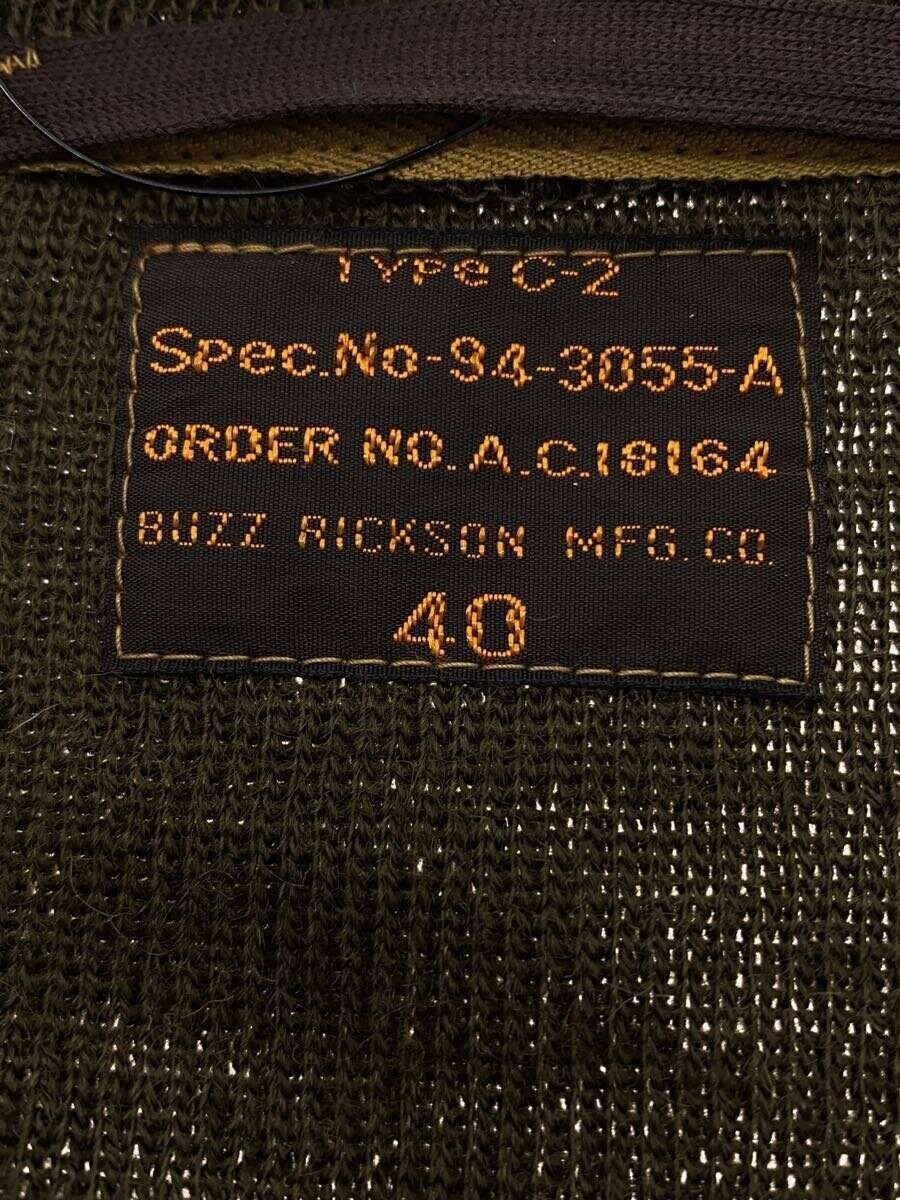 Type C-2
Spec.No-94-3055-A
ORDER NO.A.C.18164
BUZZ RICKSON MFG.CO.
40